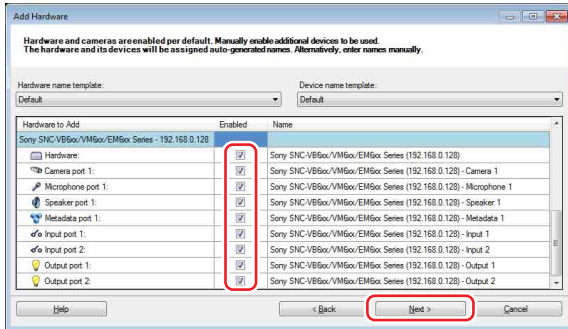 Add Hardware
Hardware and cameras are enabled per default. Manually enable additional devices to be used.
The hardware and its devices will be assigned auto-generated names. Alternatively, enter names manually.
Hardware name template: Device name template:
Default Default
Hardware to Add Enabled Name
Sony SNC-VB6xx/VM6xx/EM6xx Series - 192.168.0.128
Hardware: Sony SNC-VB6xx/VM6xx/EM6xx Series (192.168.0.128)
Camera port 1: Sony SNC-VB6xx/VM6xx/EM6xx Series (192.168.0.128) - Camera 1
Microphone port 1: Sony SNC-VB6xx/VM6xx/EM6xx Series (192.168.0.128) - Microphone 1
Speaker port 1: Sony SNC-VB6xx/VM6xx/EM6xx Series (192.168.0.128) - Speaker 1
Metadata port 1: Sony SNC-VB6xx/VM6xx/EM6xx Series (192.168.0.128) - Metadata 1
Input port 1: Sony SNC-VB6xx/VM6xx/EM6xx Series (192.168.0.128) - Input 1
Input port 2: Sony SNC-VB6xx/VM6xx/EM6xx Series (192.168.0.128) - Input 2
Output port 1: Sony SNC-VB6xx/VM6xx/EM6xx Series (192.168.0.128) - Output 1
Output port 2: Sony SNC-VB6xx/VM6xx/EM6xx Series (192.168.0.128) - Output 2
Help < Back Next > Cancel